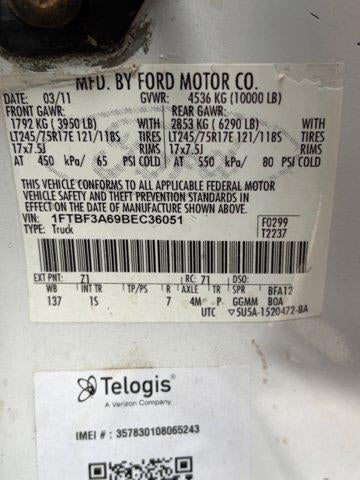 MFD. BY FORD MOTOR CO.
DATE: 03/11 GVWR: 4536 KG (10000 LB)
FRONT GAWR: REAR GAWR:
1792 KG (3950 LB) WITH 2853 KG (6290 LB) WITH
LT245/75R17E 121/118S TIRES LT245/75R17E 121/118S TIRES
17x7.5J RIMS 17x7.5J RIMS
AT 450 kPa/ 65 PSI COLD AT 550 kPa/ 80 PSI COLD
THIS VEHICLE CONFORMS TO ALL APPLICABLE FEDERAL MOTOR
VEHICLE SAFETY AND THEFT PREVENTION STANDARDS IN
EFFECT ON THE DATE OF MANUFACTURE SHOWN ABOVE.
VIN: 1FTBF3A69BEC36051 F0299
TYPE: Truck T2237
EXT PNT: Z1 RC: 71 DSO:
WB INT TR TP/PS R AXLE TR SPR BFA12
137 1S 7 4M P GGMM BOA
UTC ▽5U5A-1520472-BA
Telogis
A Verizon Company
IMEI # : 357830108065243